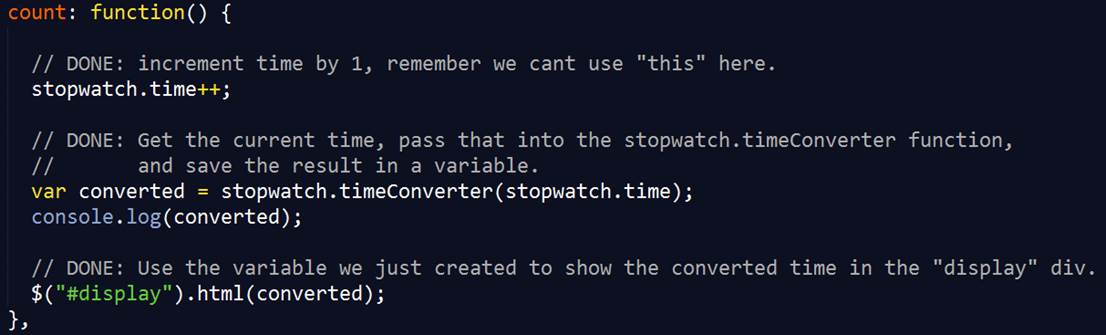 count: function() {
// DONE: increment time by 1, remember we cant use "this" here.
stopwatch.time++;
// DONE: Get the current time, pass that into the stopwatch.timeConverter function,
//       and save the result in a variable.
var converted = stopwatch.timeConverter(stopwatch.time);
console.log(converted);
// DONE: Use the variable we just created to show the converted time in the "display" div.
$("#display").html(converted);
},